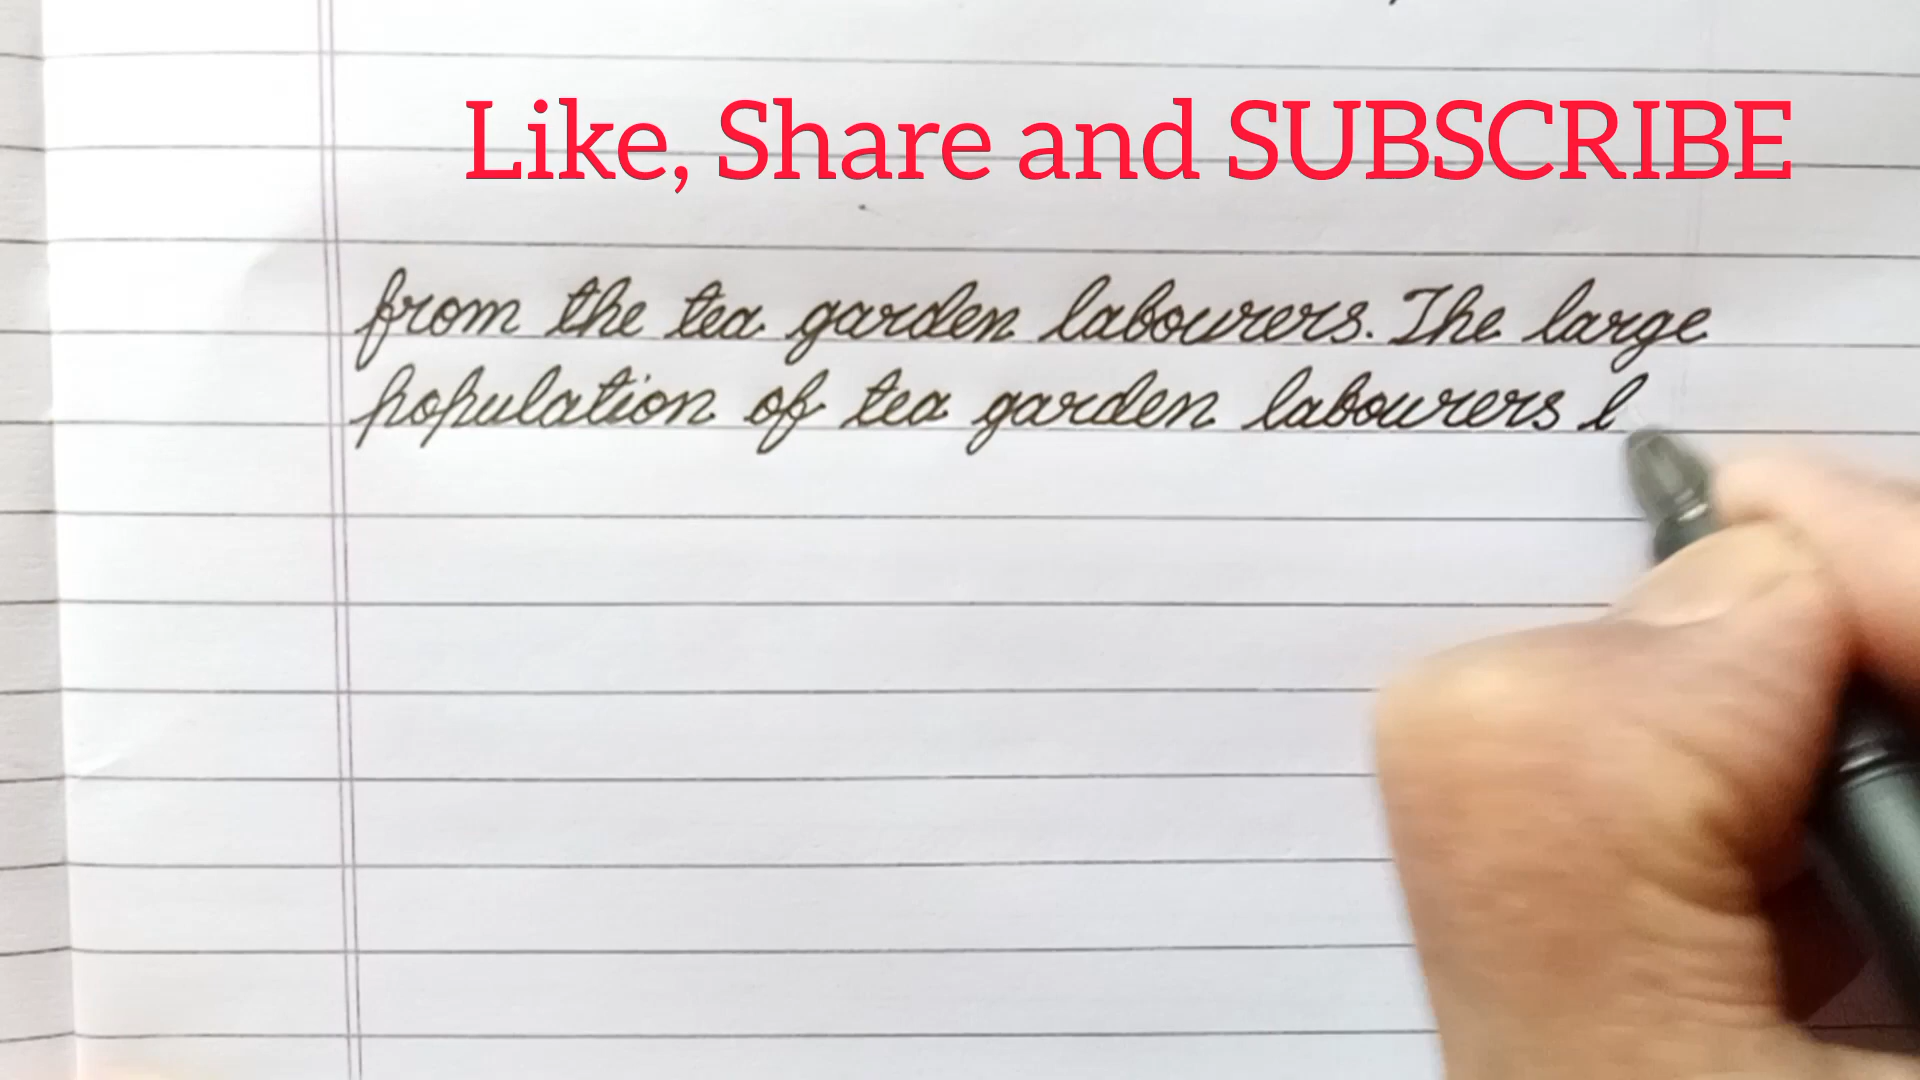 Like, Share and SUBSCRIBE
from the tea garden labourers. The large
population of tea garden labourers l